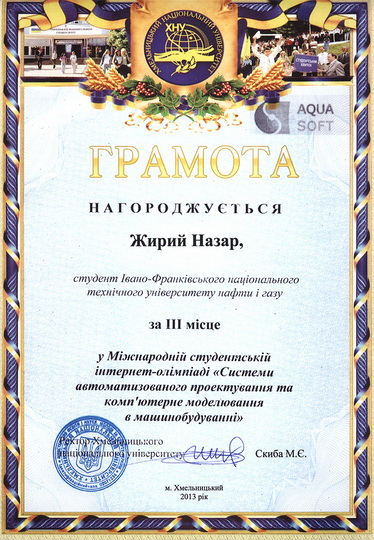 ХМЕЛЬНИЦЬКИЙ НАЦІОНАЛЬНИЙ УНІВЕРСИТЕТ
ХНУ
AQUA
SOFT
ГРАМОТА
НАГОРОДЖУЄТЬСЯ
Жирий Назар,
студент Івано-Франківського національного
технічного університету нафти і газу
за III місце
у Міжнародній студентській
інтернет-олімпіаді «Системи
автоматизованого проектування та
комп'ютерне моделювання
в машинобудуванні»
Ректор Хмельницького
національного університету Скиба М.Є.
м. Хмельницький
2013 рік